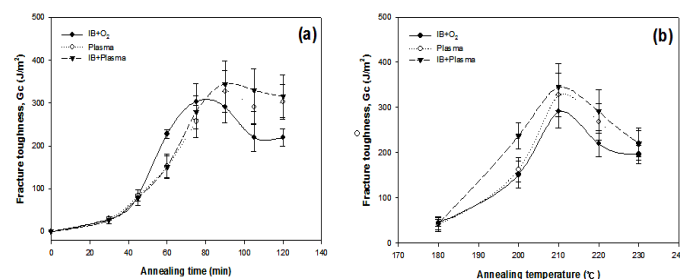 (a)
IB+O₂
Plasma
IB+Plasma
Fracture toughness, Gc (J/m²)
500
400
300
200
100
0
0 20 40 60 80 100 120 140
Annealing time (min)
(b)
IB+O₂
Plasma
IB+Plasma
Fracture toughness, Gc (J/m²)
500
400
300
200
100
0
170 180 190 200 210 220 230 240
Annealing temperature (℃)